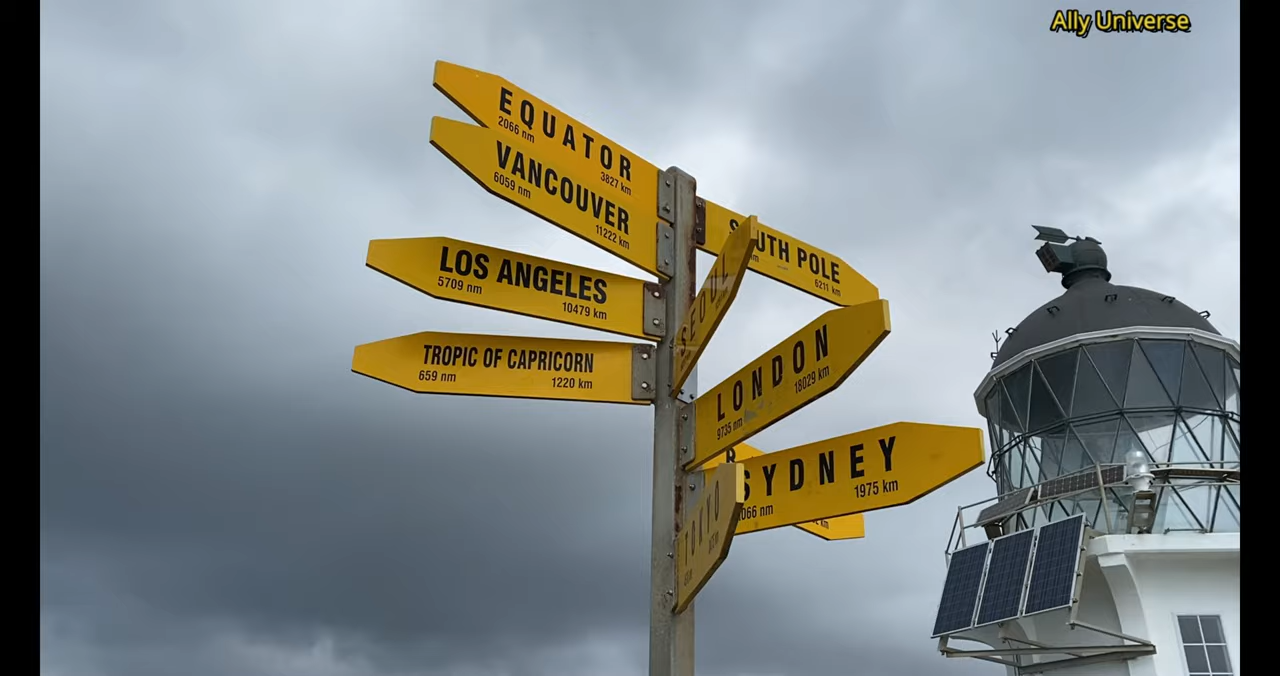 Ally Universe
EQUATOR
2066 nm 3827 km
VANCOUVER
6059 nm 11222 km
SOUTH POLE
6211 km
LOS ANGELES
5709 nm 10479 km
SEOUL
TROPIC OF CAPRICORN
659 nm 1220 km
LONDON
9735 nm 18029 km
SYDNEY
1066 nm 1975 km
TOKYO